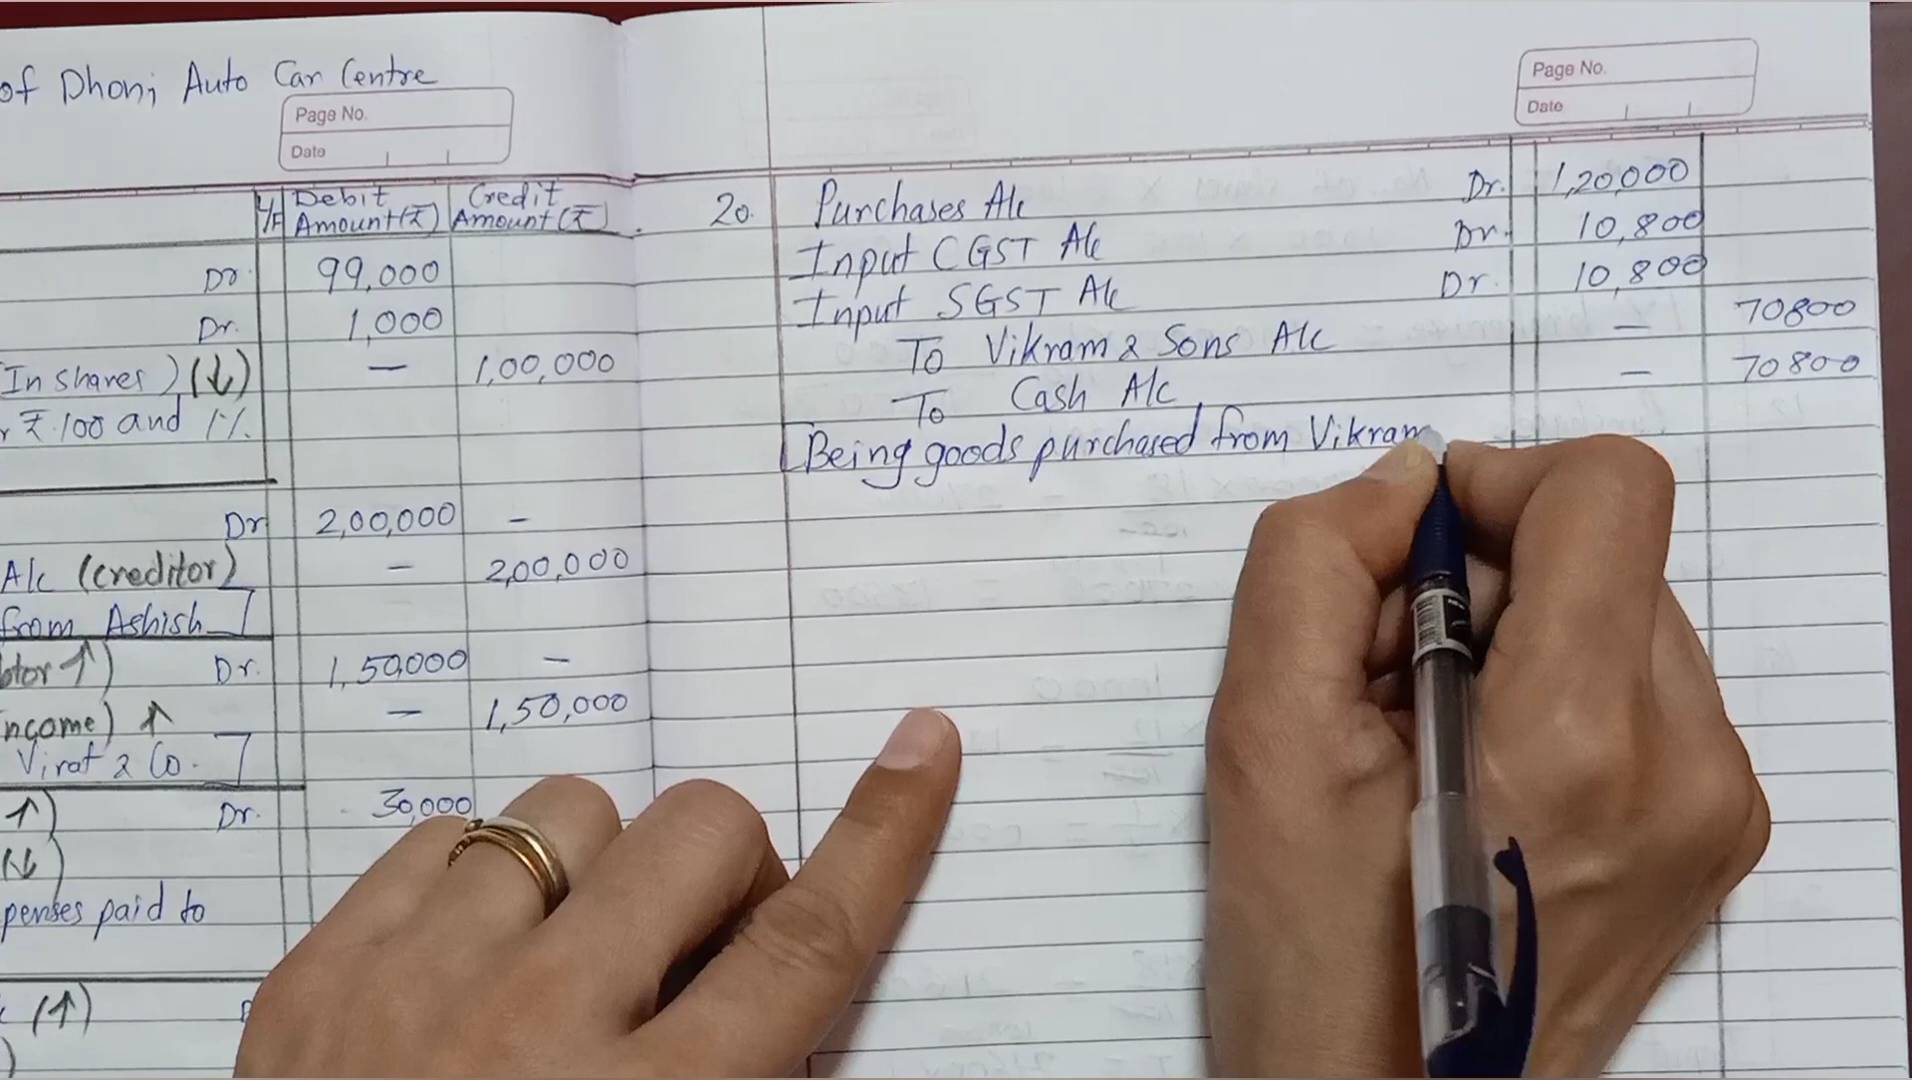 of Dhoni Auto Car Centre
Page No.
Date
L/F Debit Amount(₹) Credit Amount(₹)
Dr 99,000
Dr. 1,000
In shares) (↓) — 1,00,000
₹.100 and 1%.
Dr 2,00,000 -
A/c (creditor) - 2,00,000
from Ashish]
↑) Dr. 1,50,000 -
ncome) ↑ - 1,50,000
Virat & Co.]
↑) Dr. 30,000
(↓)
penses paid to
(↑)
)
Page No.
Date
20. Purchases A/c Dr. 1,20,000
Input CGST A/c Dr. 10,800
Input SGST A/c Dr. 10,800
To Vikram & Sons A/c — 70800
To Cash A/c — 70800
[Being goods purchased from Vikram